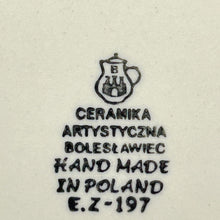 B
CERAMIKA
ARTYSTYCZNA
BOLESŁAWIEC
HAND MADE
IN POLAND
E.Z-197